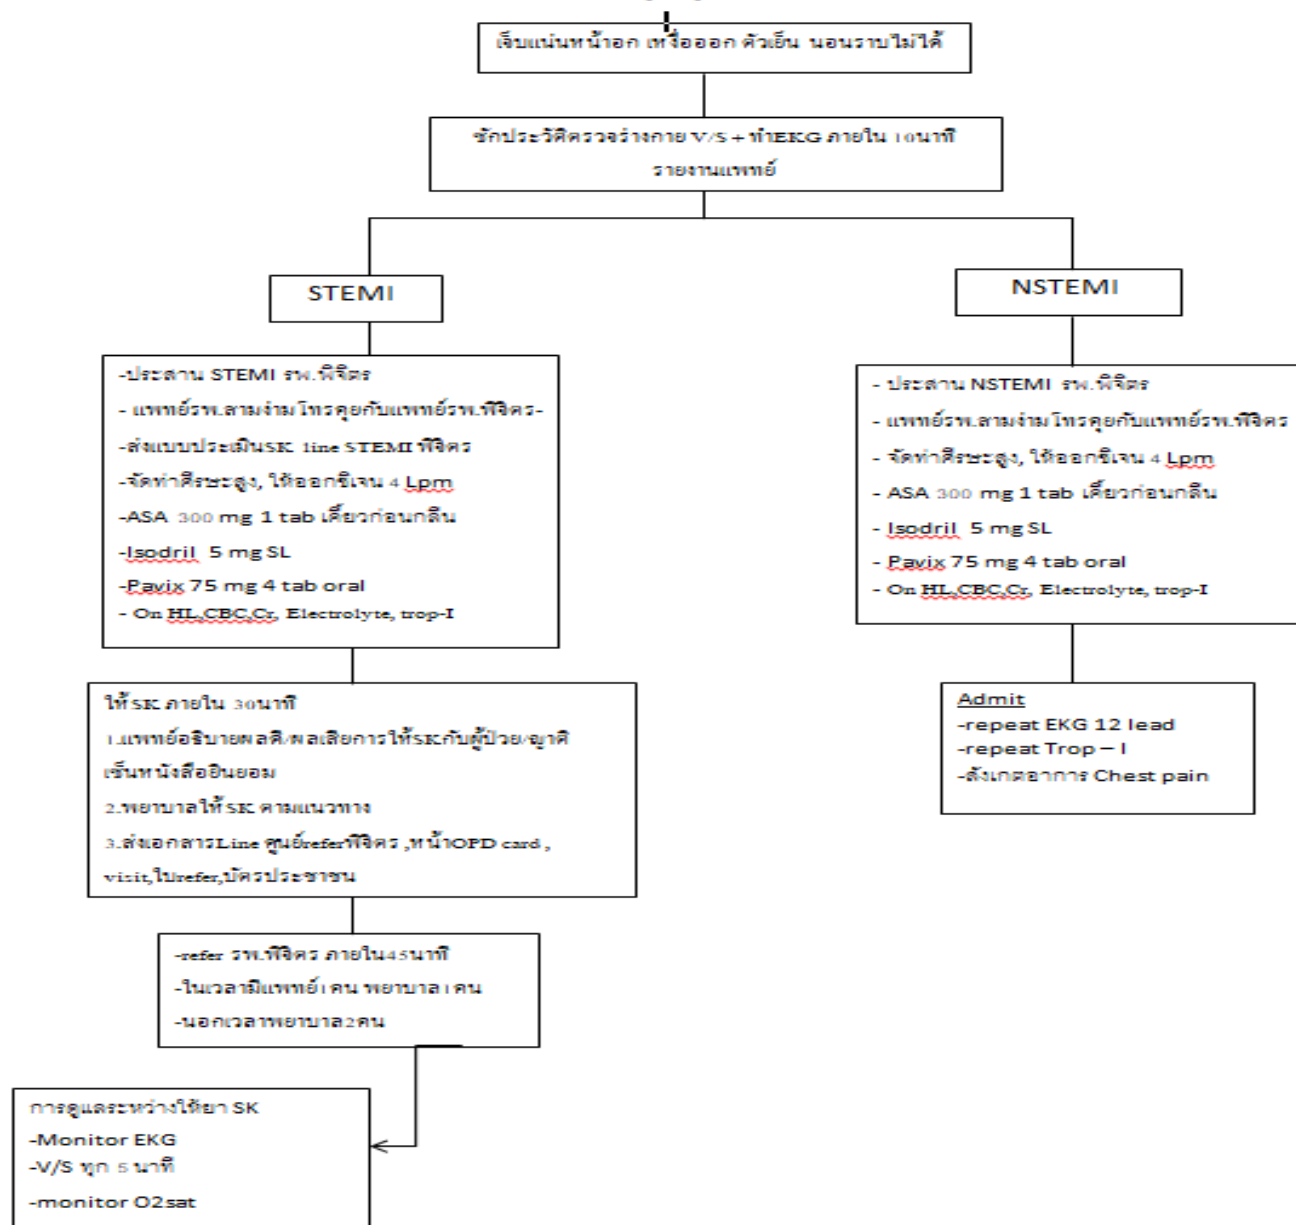 เจ็บแน่นหน้าอก เหงื่อออก ตัวเย็น นอนราบไม่ได้
ซักประวัติตรวจร่างกาย V/S + ทำEKG ภายใน 10นาที
รายงานแพทย์
STEMI
-ประสาน STEMI รพ.พิจิตร
- แพทย์รพ.สามง่ามโทรคุยกับแพทย์รพ.พิจิตร-
-ส่งแบบประเมินSK line STEMI พิจิตร
-จัดท่าศีรษะสูง, ให้ออกซิเจน 4 Lpm
-ASA 300 mg 1 tab เคี้ยวก่อนกลืน
-Isodril 5 mg SL
-Pavix 75 mg 4 tab oral
- On HL,CBC,Cr, Electrolyte, trop-I
ให้SK ภายใน 30นาที
1.แพทย์อธิบายผลดี/ผลเสียการให้SKกับผู้ป่วย/ญาติ
เซ็นหนังสือยินยอม
2.พยาบาลให้SK ตามแนวทาง
3.ส่งเอกสารLine ศูนย์referพิจิตร ,หน้าOPD card ,
visit,ใบrefer,บัตรประชาชน
-refer รพ.พิจิตร ภายใน45นาที
-ในเวลามีแพทย์1คน พยาบาล1คน
-นอกเวลาพยาบาล2คน
การดูแลระหว่างให้ยา SK
-Monitor EKG
-V/S ทุก 5 นาที
-monitor O2sat
NSTEMI
- ประสาน NSTEMI รพ.พิจิตร
- แพทย์รพ.สามง่ามโทรคุยกับแพทย์รพ.พิจิตร
- จัดท่าศีรษะสูง, ให้ออกซิเจน 4 Lpm
- ASA 300 mg 1 tab เคี้ยวก่อนกลืน
- Isodril 5 mg SL
- Pavix 75 mg 4 tab oral
- On HL,CBC,Cr, Electrolyte, trop-I
Admit
-repeat EKG 12 lead
-repeat Trop – I
-สังเกตอาการ Chest pain